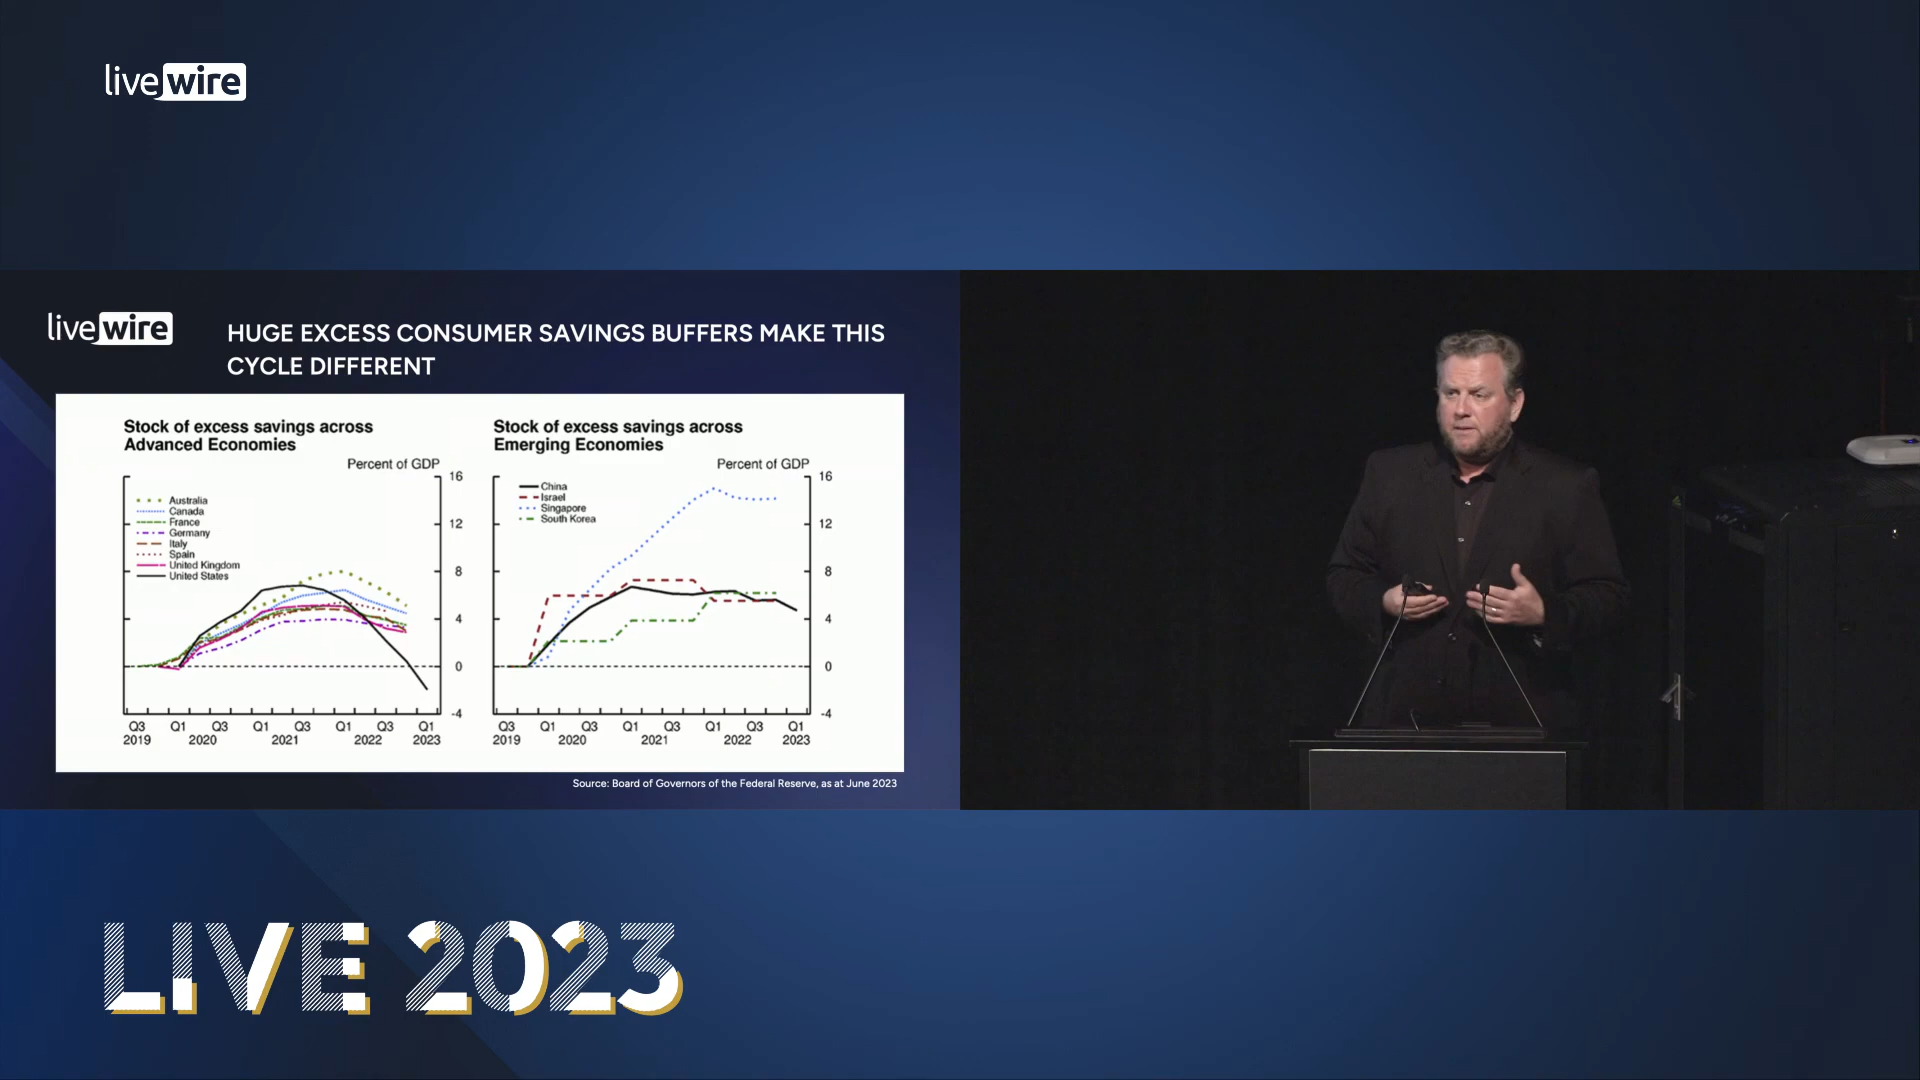 livewire
livewire
HUGE EXCESS CONSUMER SAVINGS BUFFERS MAKE THIS
CYCLE DIFFERENT
Stock of excess savings across
Advanced Economies
Percent of GDP
16
12
8
4
0
-4
Australia
Canada
France
Germany
Italy
Spain
United Kingdom
United States
Q3 Q1 Q3 Q1 Q3 Q1 Q3 Q1
2019 2020 2021 2022 2023
Stock of excess savings across
Emerging Economies
Percent of GDP
16
12
8
4
0
-4
China
Israel
Singapore
South Korea
Q3 Q1 Q3 Q1 Q3 Q1 Q3 Q1
2019 2020 2021 2022 2023
Source: Board of Governors of the Federal Reserve, as at June 2023
LIVE 2023